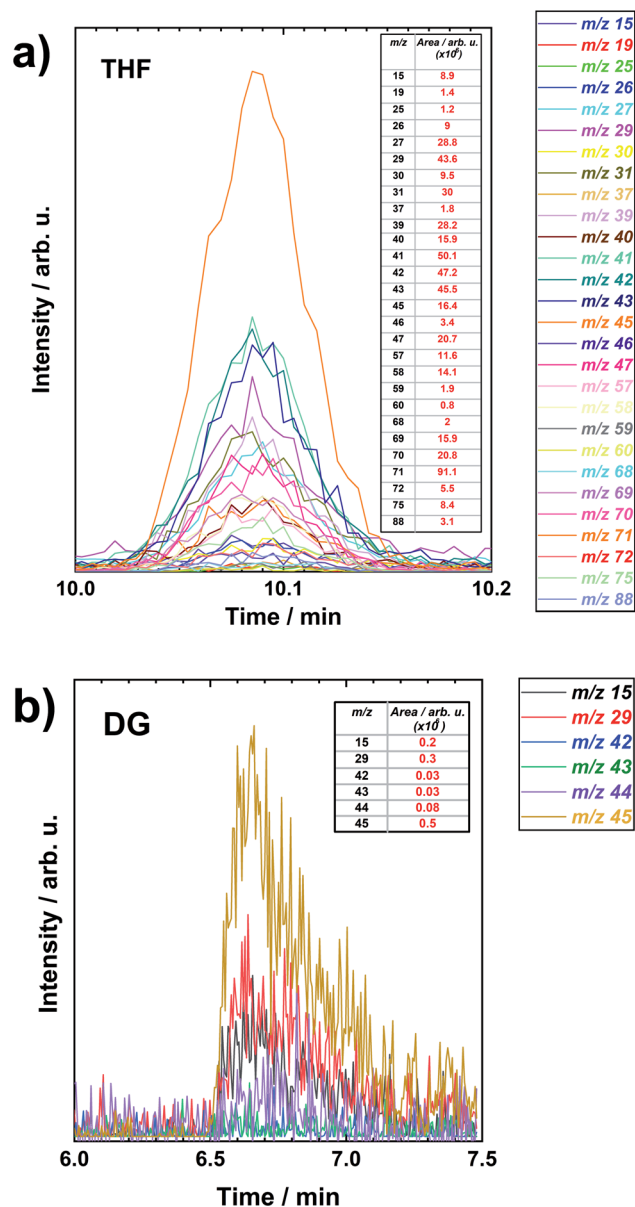 a)
THF
m/z Area / arb. u.
(x10⁶)
15 8.9
19 1.4
25 1.2
26 9
27 28.8
29 43.6
30 9.5
31 30
37 1.8
39 28.2
40 15.9
41 50.1
42 47.2
43 45.5
45 16.4
46 3.4
47 20.7
57 11.6
58 14.1
59 1.9
60 0.8
68 2
69 15.9
70 20.8
71 91.1
72 5.5
75 8.4
88 3.1
Intensity / arb. u.
10.0 10.1 10.2
Time / min
m/z 15
m/z 19
m/z 25
m/z 26
m/z 27
m/z 29
m/z 30
m/z 31
m/z 37
m/z 39
m/z 40
m/z 41
m/z 42
m/z 43
m/z 45
m/z 46
m/z 47
m/z 57
m/z 58
m/z 59
m/z 60
m/z 68
m/z 69
m/z 70
m/z 71
m/z 72
m/z 75
m/z 88
b)
DG
m/z Area / arb. u.
(x10⁶)
15 0.2
29 0.3
42 0.03
43 0.03
44 0.08
45 0.5
Intensity / arb. u.
6.0 6.5 7.0 7.5
Time / min
m/z 15
m/z 29
m/z 42
m/z 43
m/z 44
m/z 45